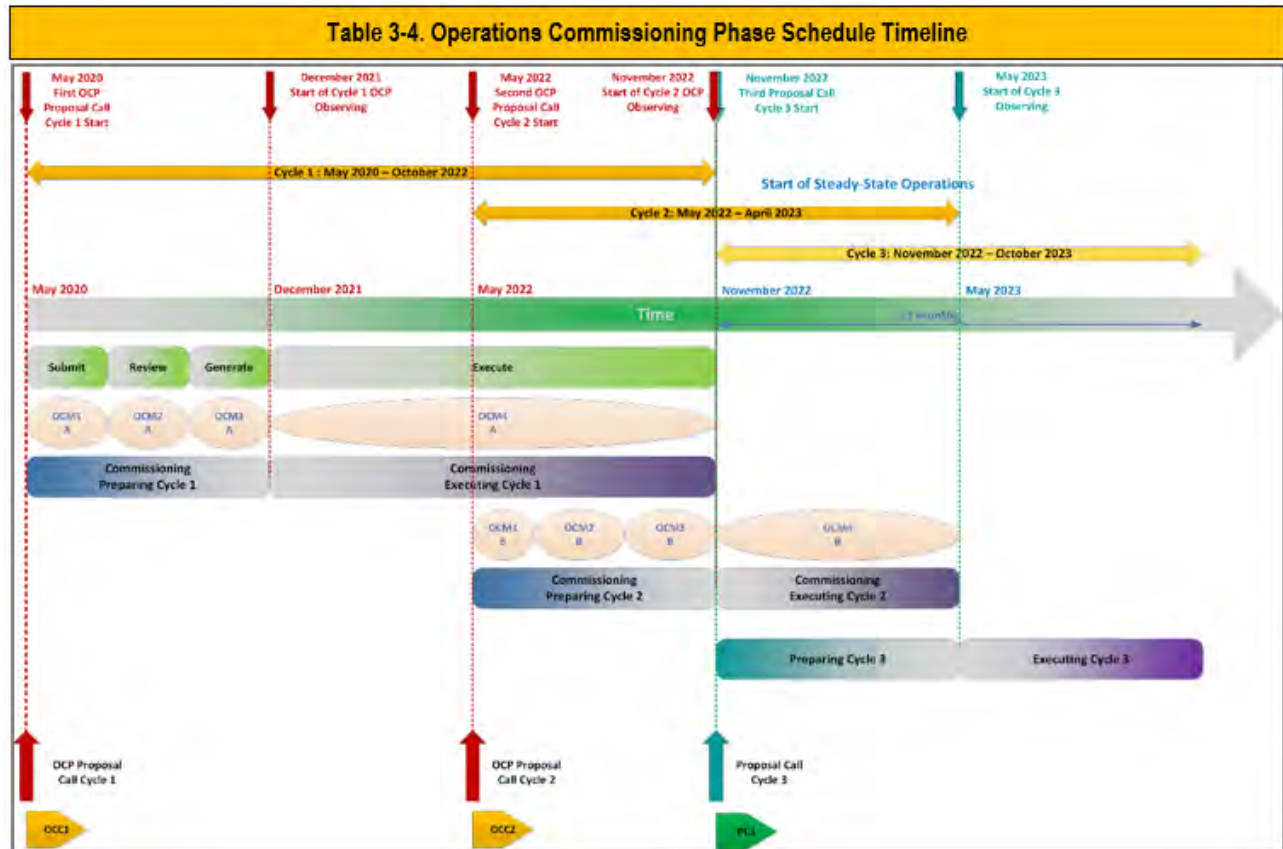 Table 3-4. Operations Commissioning Phase Schedule Timeline
May 2020
First OCP
Proposal Call
Cycle 1 Start
December 2021
Start of Cycle 1 OCP
Observing
May 2022
Second OCP
Proposal Call
Cycle 2 Start
November 2022
Start of Cycle 2 OCP
Observing
November 2022
Third Proposal Call
Cycle 3 Start
May 2023
Start of Cycle 3
Observing
Cycle 1 : May 2020 – October 2022
Start of Steady-State Operations
Cycle 2: May 2022 – April 2023
Cycle 3: November 2022 – October 2023
May 2020
December 2021
May 2022
November 2022
May 2023
Time
Submit
Review
Generate
Execute
OCM1
A
OCM2
A
OCM3
A
OCM4
A
Commissioning
Preparing Cycle 1
Commissioning
Executing Cycle 1
OCM1
B
OCM2
B
OCM3
B
OCM4
B
Commissioning
Preparing Cycle 2
Commissioning
Executing Cycle 2
Preparing Cycle 3
Executing Cycle 3
OCP Proposal
Call Cycle 1
OCP Proposal
Call Cycle 2
Proposal Call
Cycle 3
OCC1
OCC2